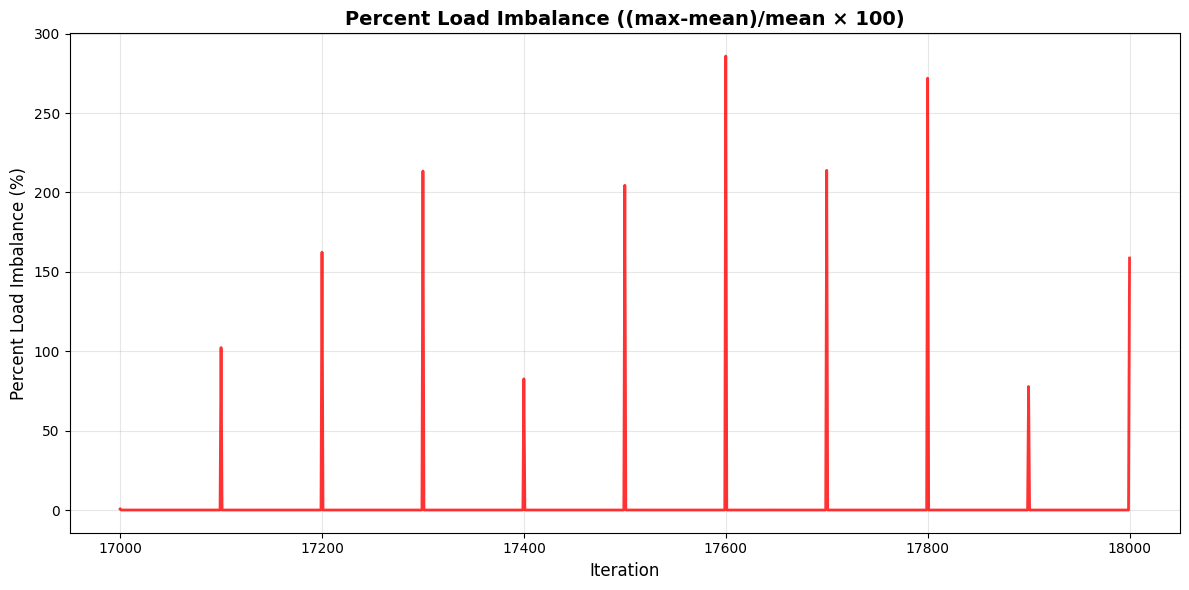 Percent Load Imbalance ((max-mean)/mean × 100)
Percent Load Imbalance (%)
300
250
200
150
100
50
0
17000 17200 17400 17600 17800 18000
Iteration